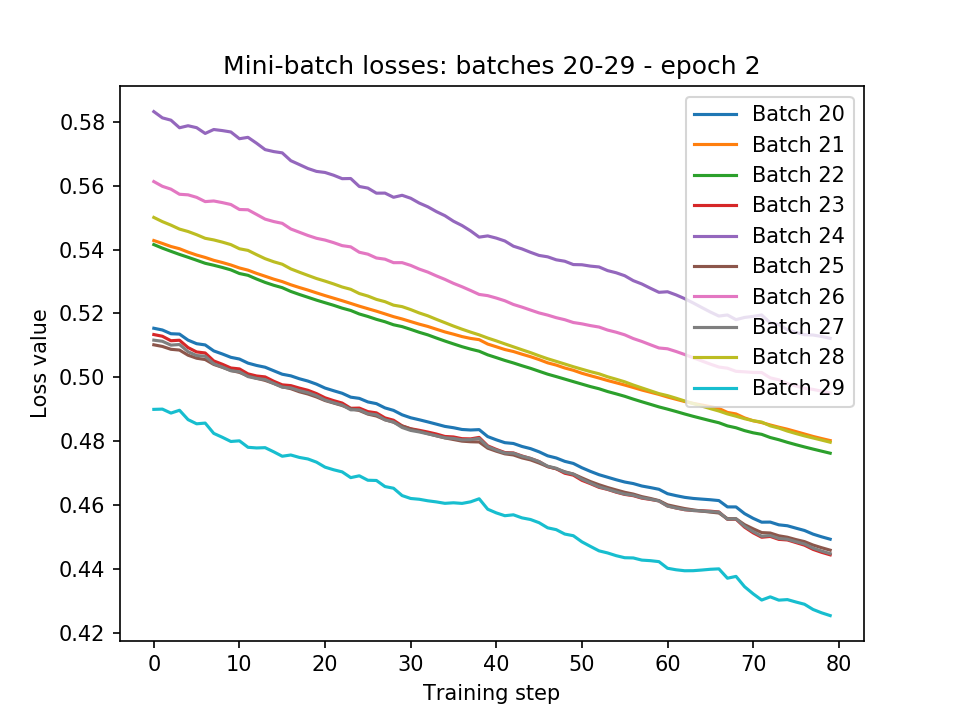 Mini-batch losses: batches 20-29 - epoch 2
Loss value
0.58
0.56
0.54
0.52
0.50
0.48
0.46
0.44
0.42
Batch 20
Batch 21
Batch 22
Batch 23
Batch 24
Batch 25
Batch 26
Batch 27
Batch 28
Batch 29
0 10 20 30 40 50 60 70 80
Training step